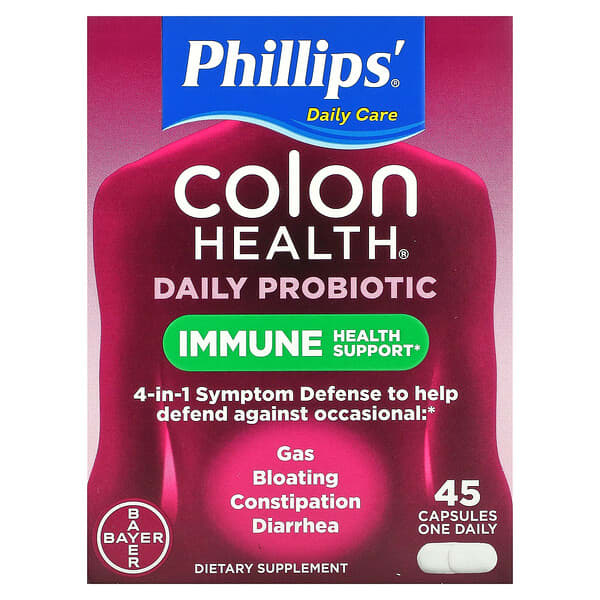 Phillips'®
Daily Care
colon
HEALTH®
DAILY PROBIOTIC
IMMUNE HEALTH SUPPORT*
4-in-1 Symptom Defense to help
defend against occasional:*
Gas
Bloating
Constipation
Diarrhea
45
CAPSULES
ONE DAILY
BAYER
BAYER
DIETARY SUPPLEMENT